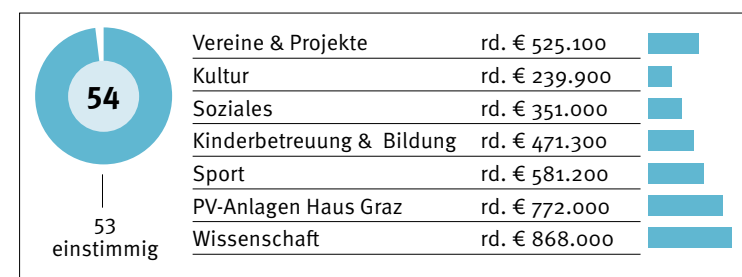 54
53
einstimmig
Vereine & Projekte rd. € 525.100
Kultur rd. € 239.900
Soziales rd. € 351.000
Kinderbetreuung & Bildung rd. € 471.300
Sport rd. € 581.200
PV-Anlagen Haus Graz rd. € 772.000
Wissenschaft rd. € 868.000